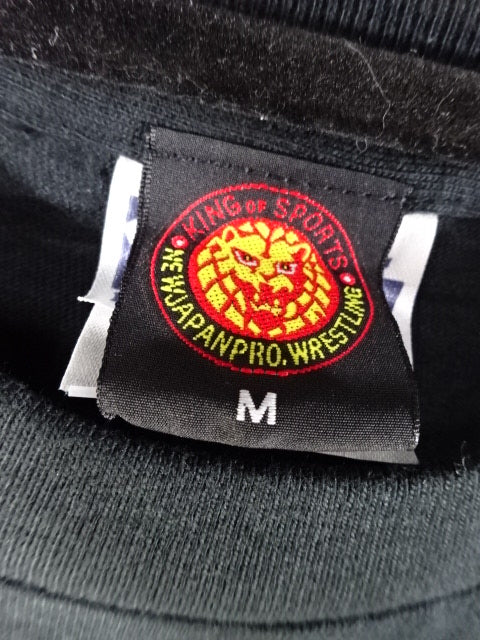 KING OF SPORTS
NEW JAPAN PRO. WRESTLING
M